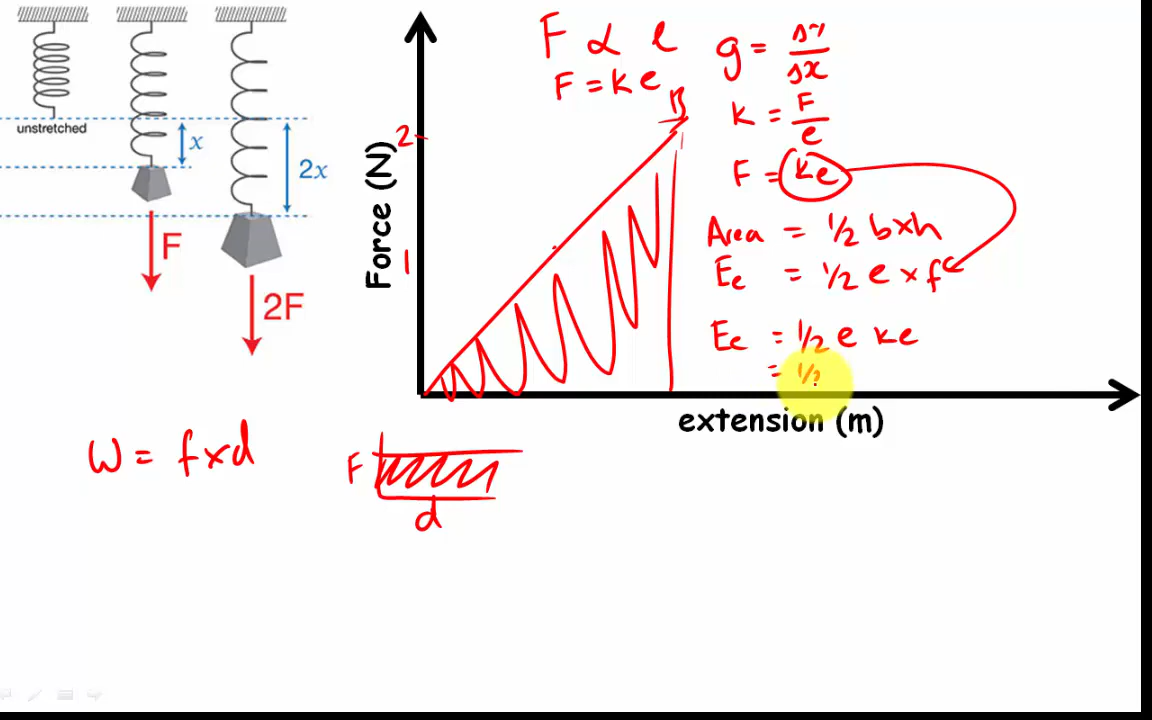 unstretched
x
2x
F
2F
Force (N)
2
1
extension (m)
F ∝ e
F = ke
B
g = Δy/Δx
k = F/e
F = ke
Area = ½ b×h
Ee = ½ e × f
Ee = ½ e ke
= ½
W = f×d
F
d